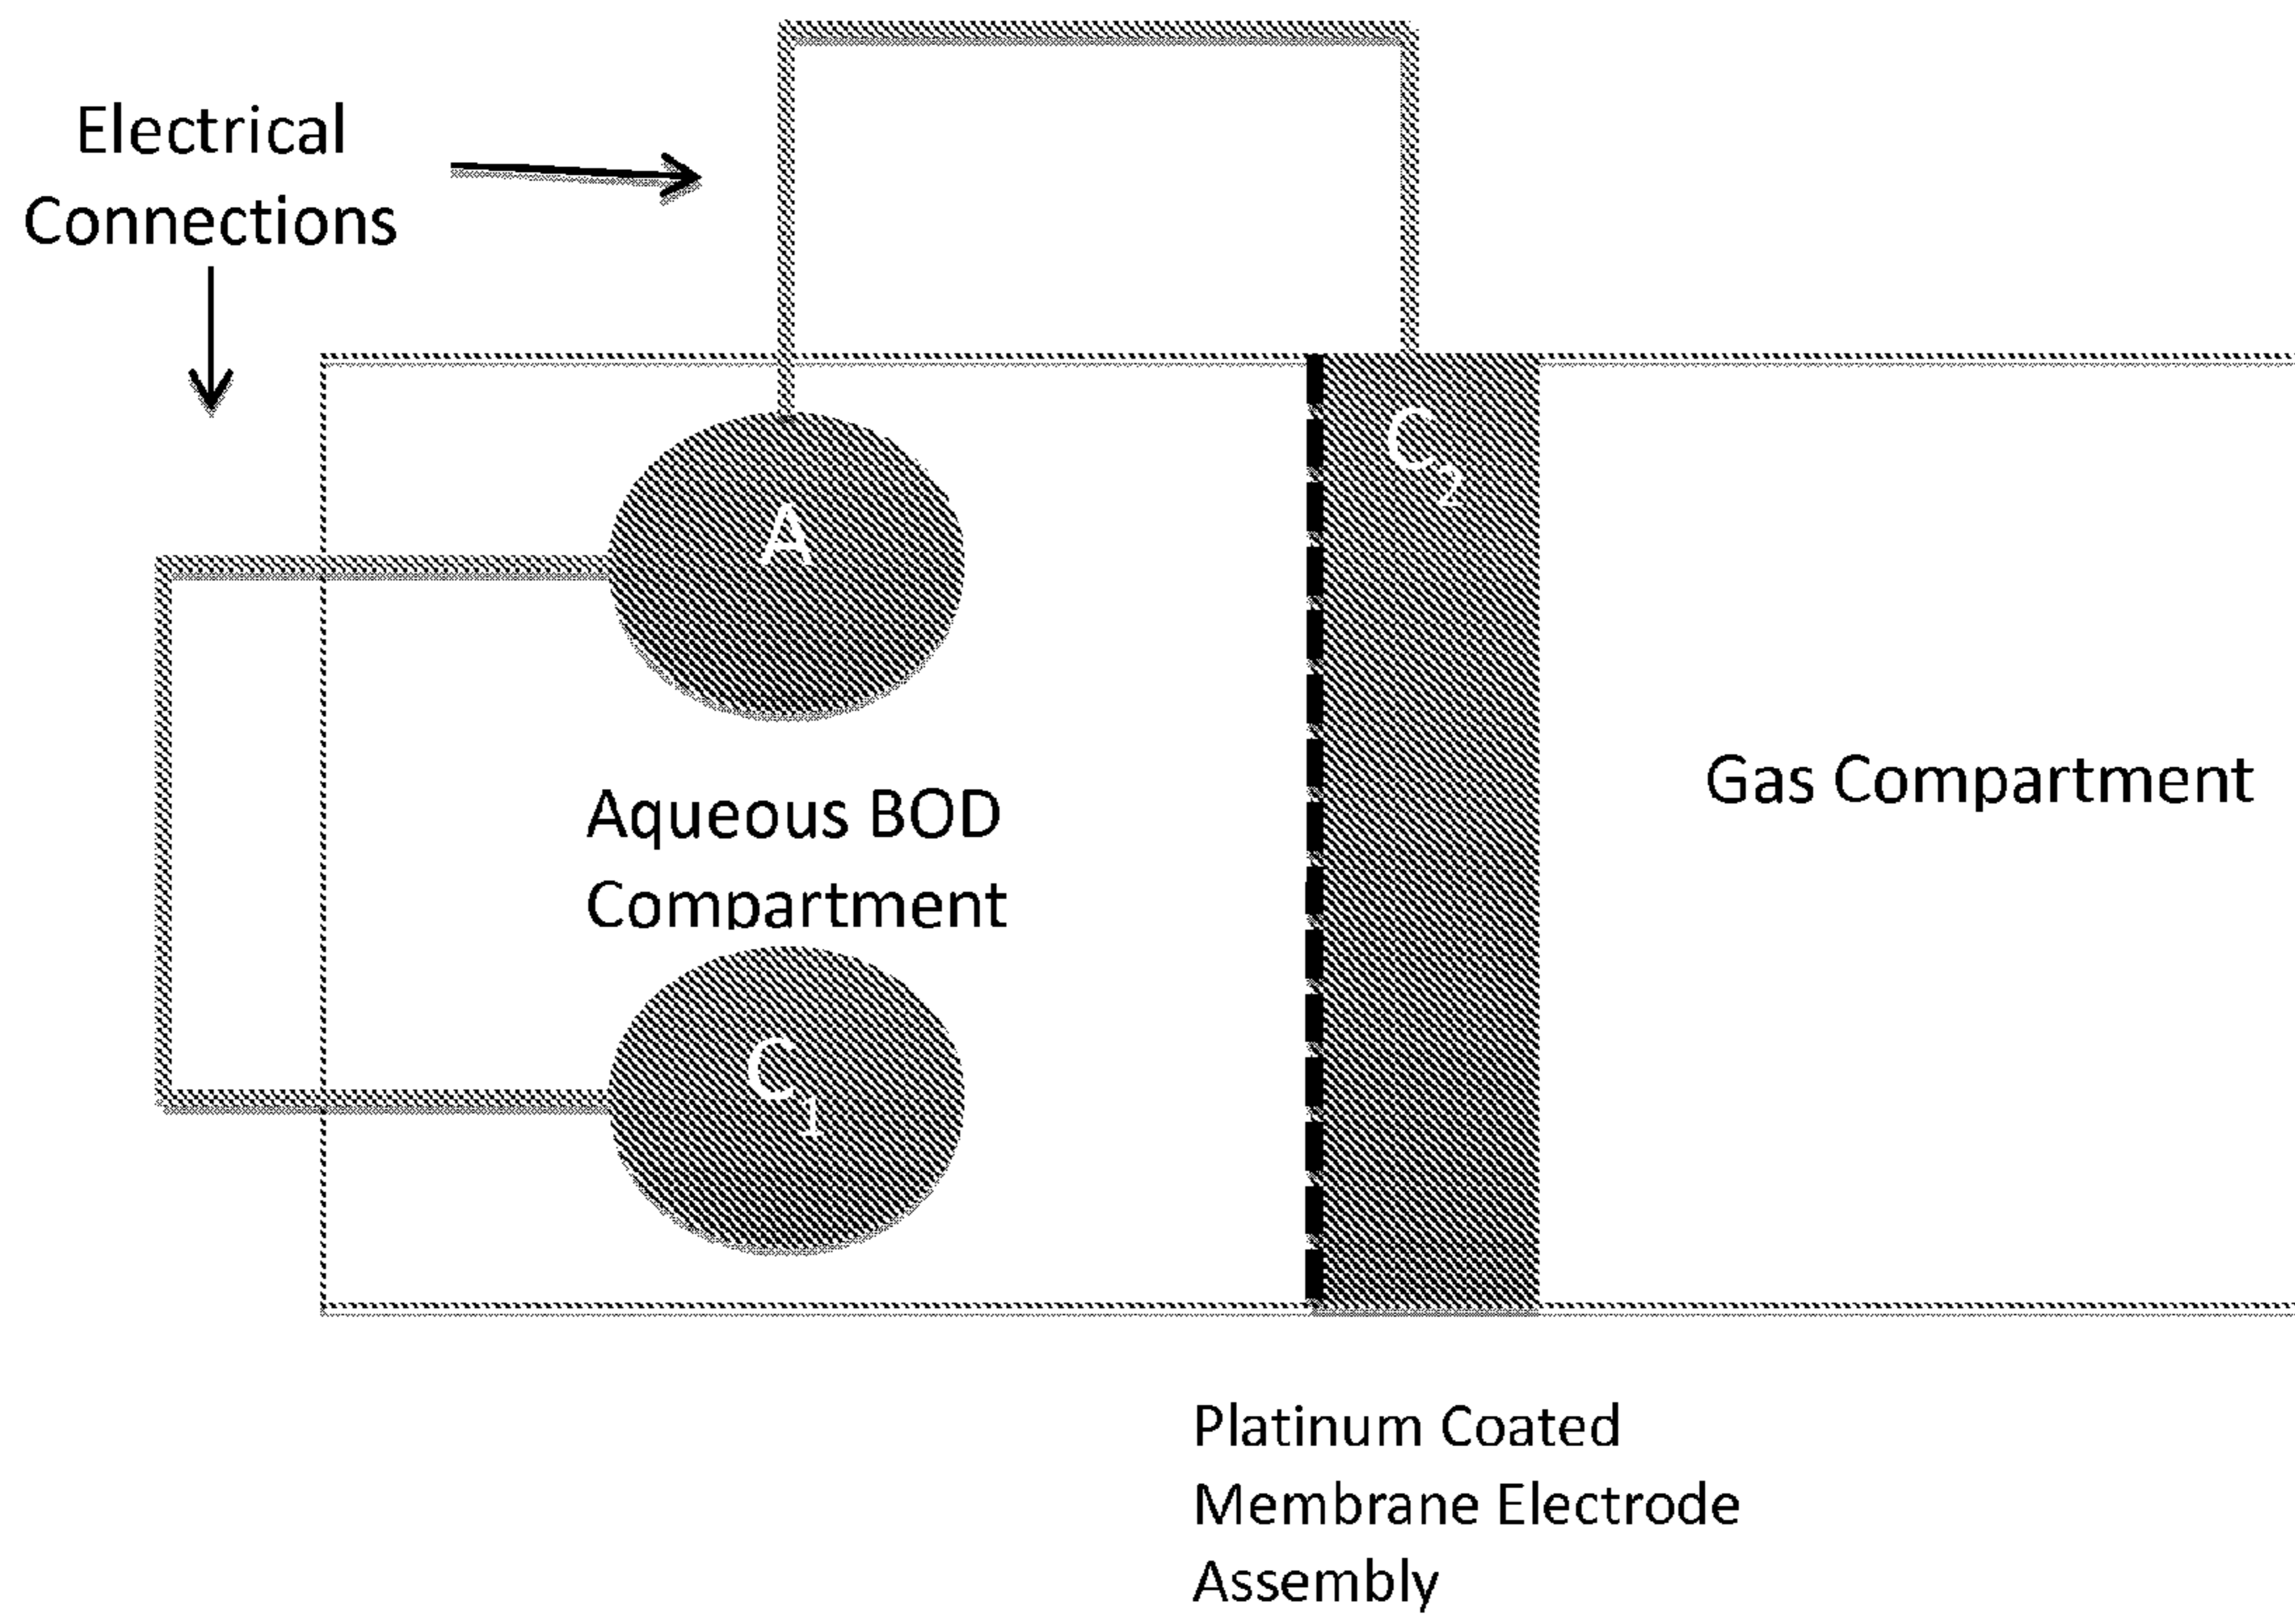 Electrical
Connections
C₂
A
Gas Compartment
Aqueous BOD
Compartment
C₁
Platinum Coated
Membrane Electrode
Assembly